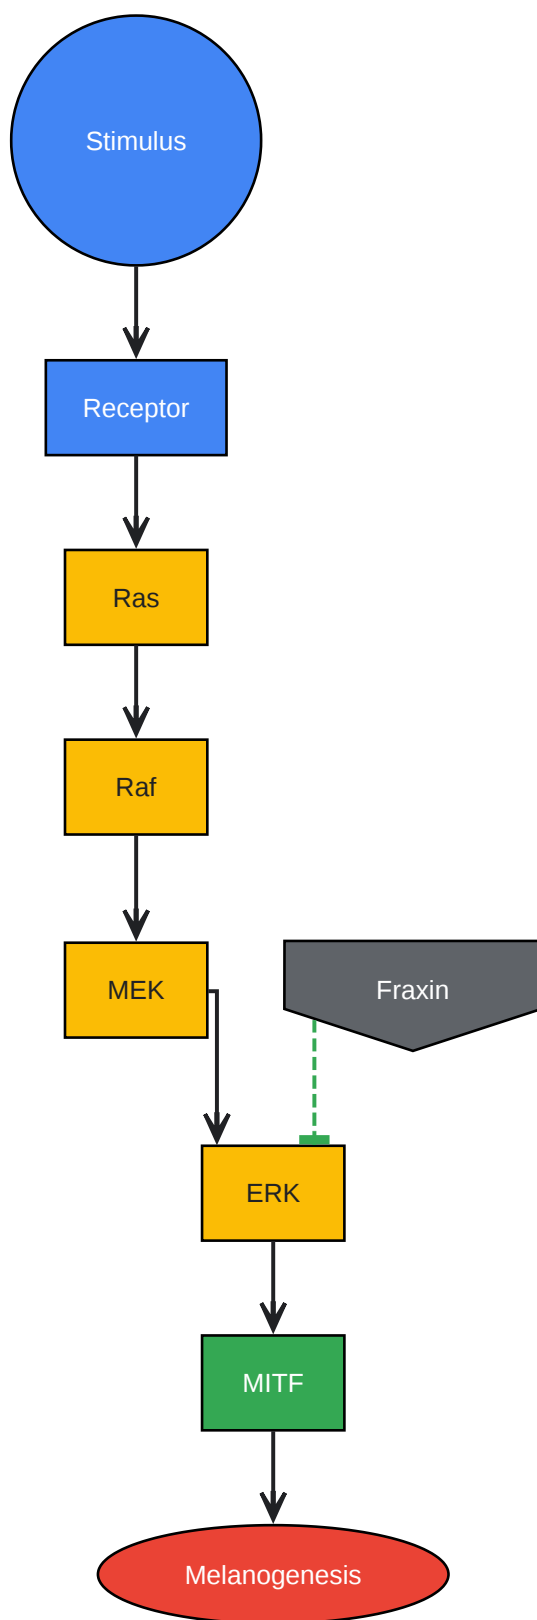 Stimulus
Receptor
Ras
Raf
MEK
Fraxin
ERK
MITF
Melanogenesis